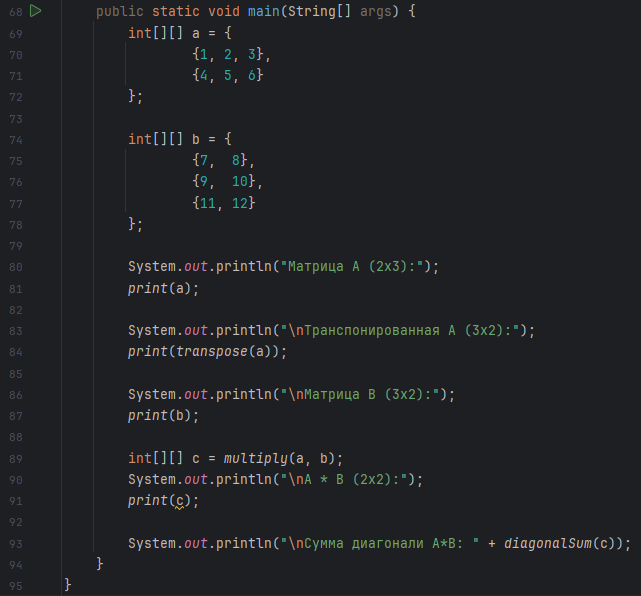 68 public static void main(String[] args) {
69 int[][] a = {
70 {1, 2, 3},
71 {4, 5, 6}
72 };
73
74 int[][] b = {
75 {7,  8},
76 {9,  10},
77 {11, 12}
78 };
79
80 System.out.println("Матрица A (2x3):");
81 print(a);
82
83 System.out.println("\nТранспонированная A (3x2):");
84 print(transpose(a));
85
86 System.out.println("\nМатрица B (3x2):");
87 print(b);
88
89 int[][] c = multiply(a, b);
90 System.out.println("\nA * B (2x2):");
91 print(c);
92
93 System.out.println("\nСумма диагонали A*B: " + diagonalSum(c));
94 }
95 }